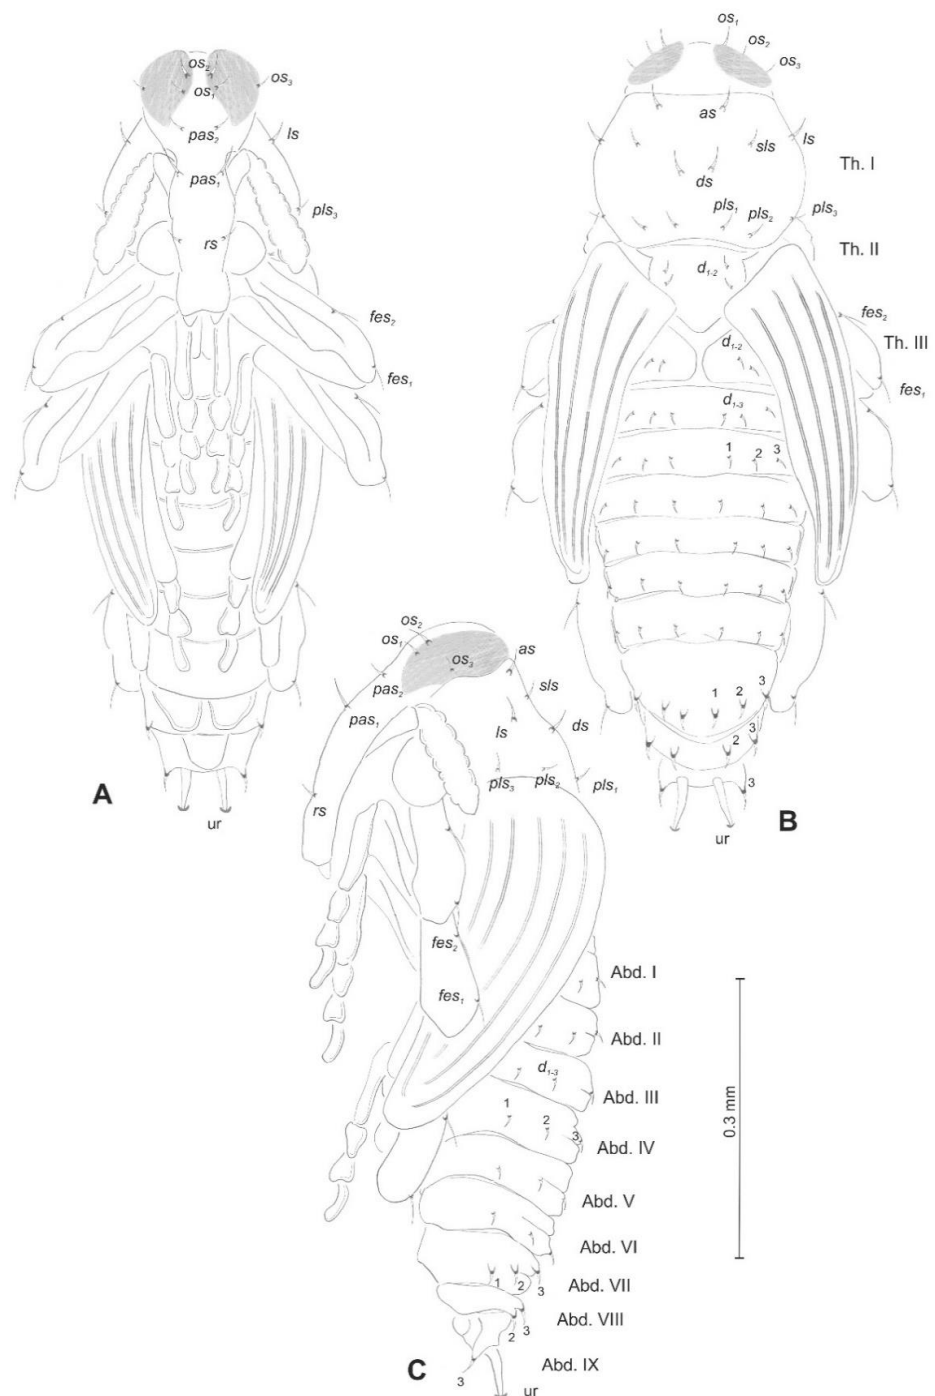 os₂
os₁
os₃
pas₂
ls
pas₁
pls₃
rs
fes₂
fes₁
A
ur
os₁
os₂
os₃
as
ls
sls
Th. I
ds
pls₁
pls₂
pls₃
Th. II
d₁₋₂
fes₂
Th. III
d₁₋₂
fes₁
d₁₋₃
1 2 3
1 2 3
2 3
3
ur
B
os₂
os₁
os₃
as
pas₂
sls
pas₁
ls
ds
pls₃
pls₂
pls₁
rs
fes₂
fes₁
Abd. I
Abd. II
d₁₋₃
Abd. III
1
2
3
Abd. IV
Abd. V
Abd. VI
1 2 3
Abd. VII
2 3
Abd. VIII
3
Abd. IX
ur
C
0.3 mm